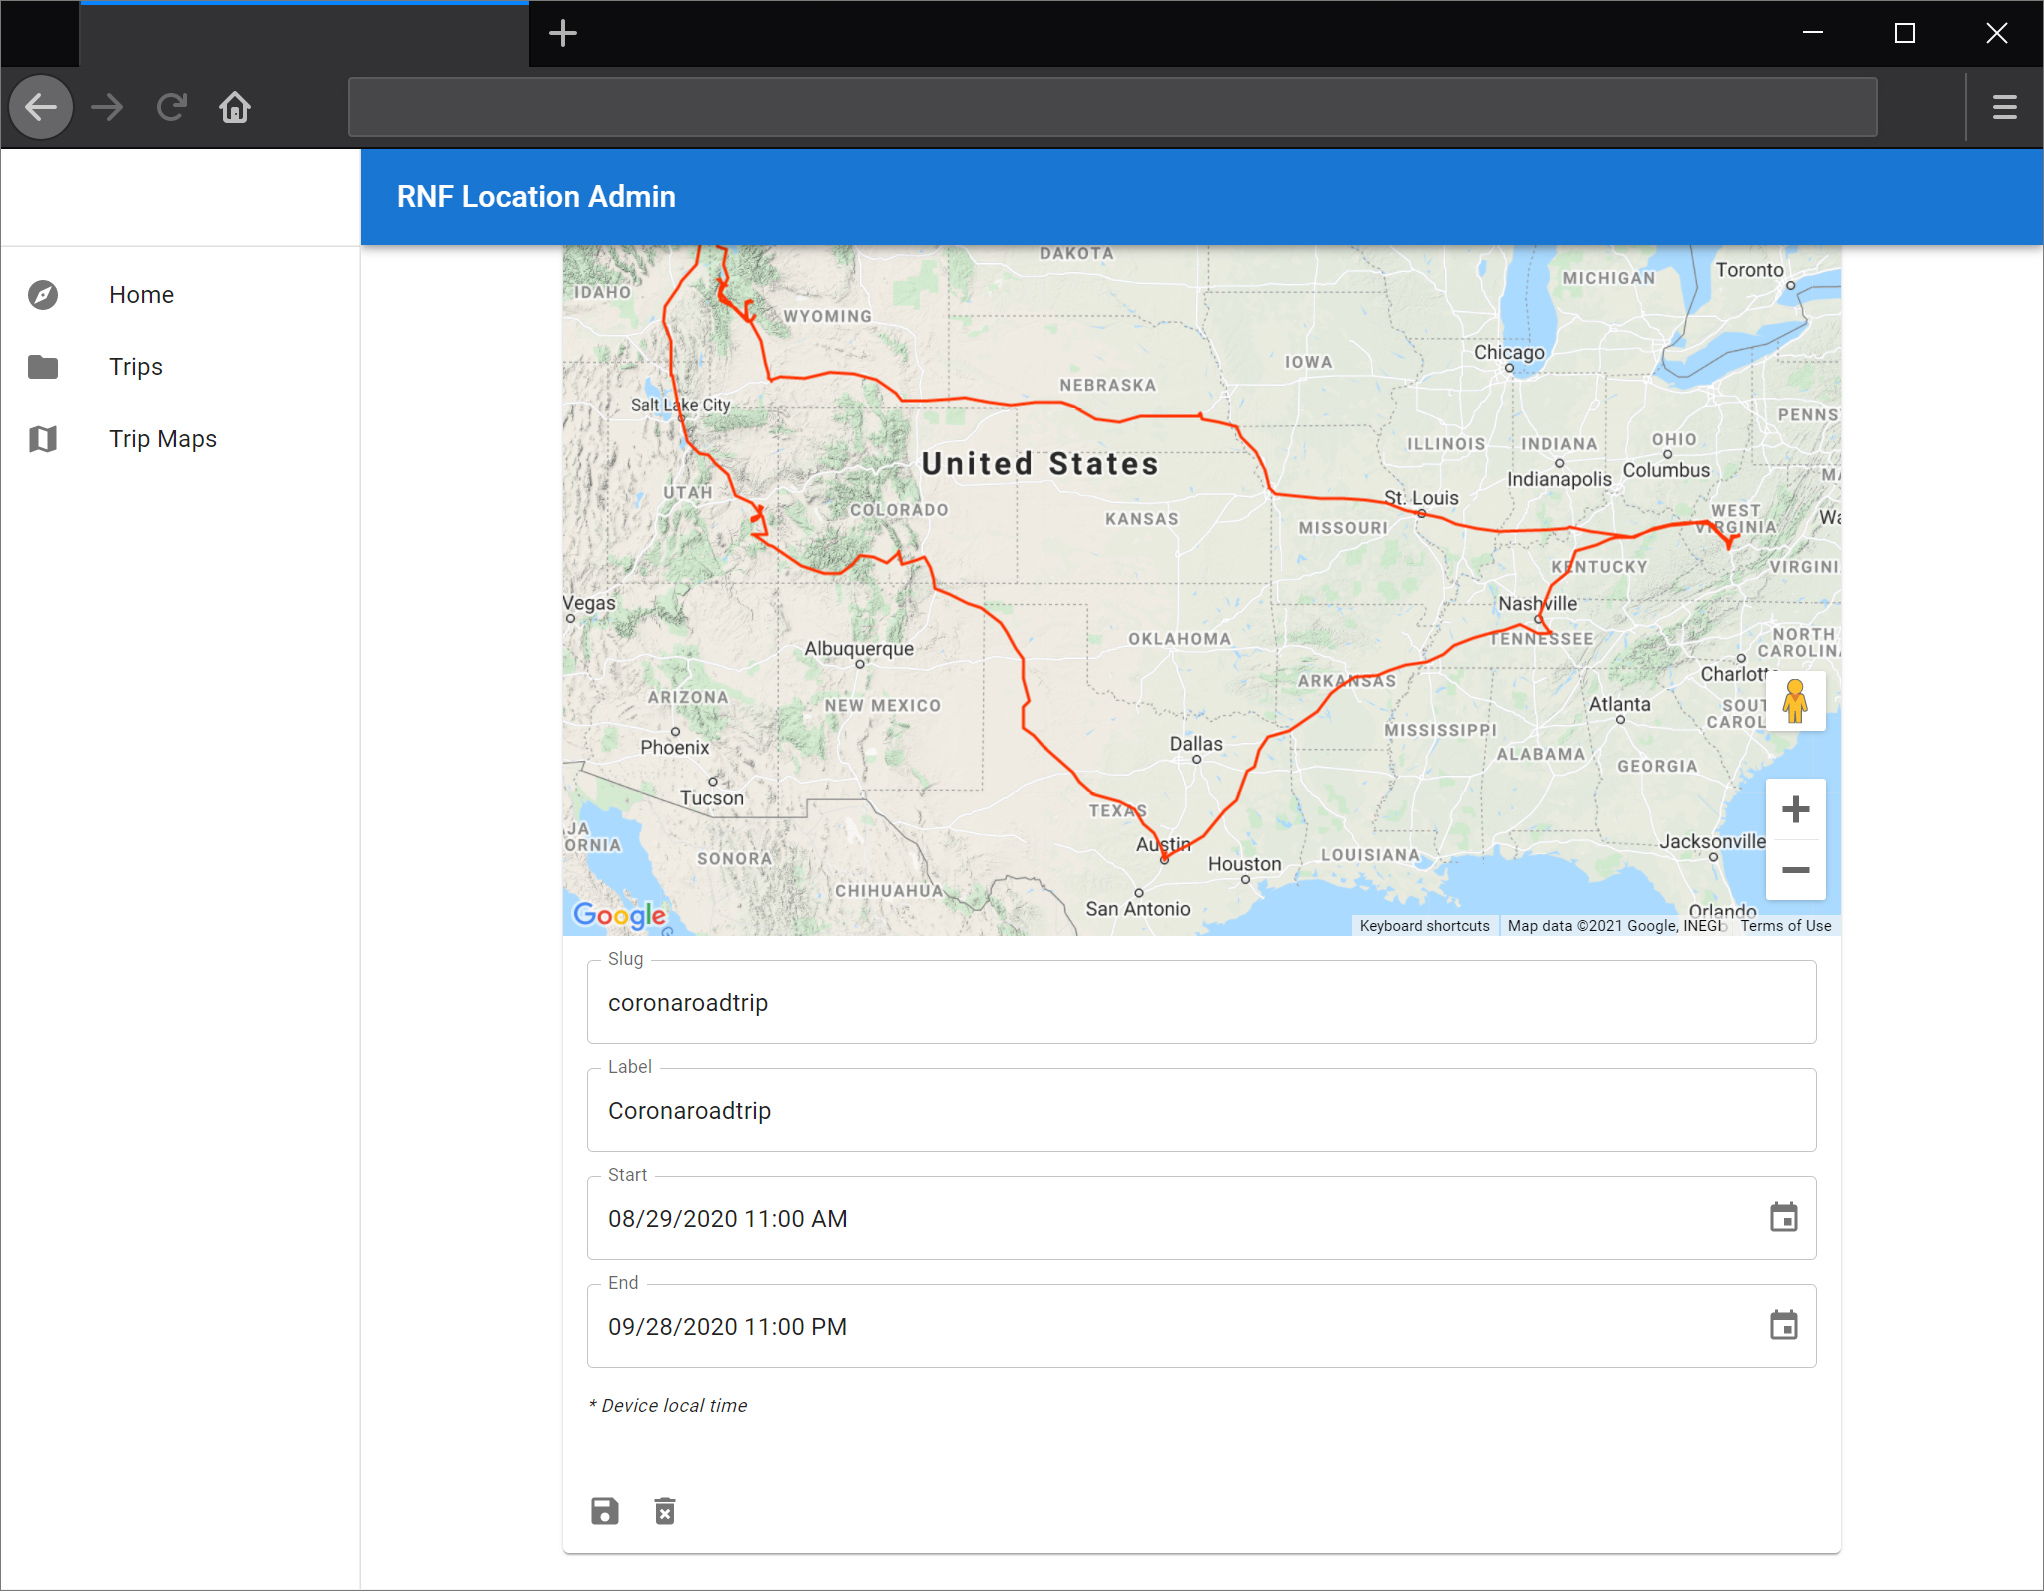 RNF Location Admin
Home
Trips
Trip Maps
DAKOTA
Toronto
MICHIGAN
IDAHO
WYOMING
Chicago
IOWA
NEBRASKA
Salt Lake City
PENNS
ILLINOIS
INDIANA
OHIO
United States
Columbus
Indianapolis
UTAH
St. Louis
COLORADO
KANSAS
MISSOURI
WEST
VIRGINIA
Wa
KENTUCKY
VIRGINI
Vegas
Nashville
OKLAHOMA
TENNESSEE
NORTH
CAROLIN
Albuquerque
Charlott
ARKANSAS
ARIZONA
NEW MEXICO
Atlanta
SOUT
CAROL
MISSISSIPPI
Phoenix
Dallas
ALABAMA
GEORGIA
Tucson
TEXAS
JA
ORNIA
Austin
Jacksonville
SONORA
Houston
LOUISIANA
CHIHUAHUA
San Antonio
Orlando
Google
Keyboard shortcuts
Map data ©2021 Google, INEGI
Terms of Use
Slug
coronaroadtrip
Label
Coronaroadtrip
Start
08/29/2020 11:00 AM
End
09/28/2020 11:00 PM
* Device local time